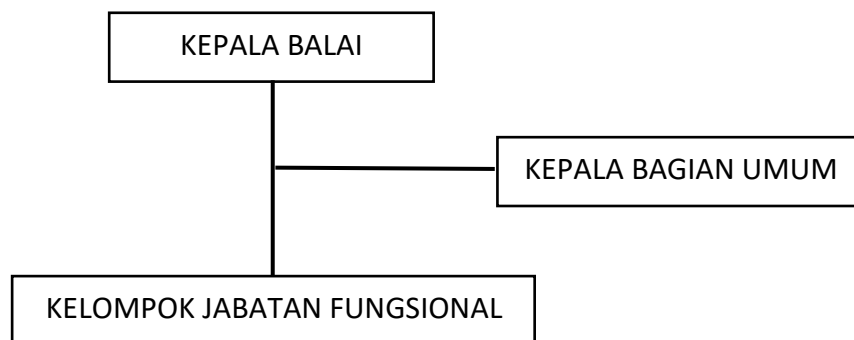 KEPALA BALAI
KEPALA BAGIAN UMUM
KELOMPOK JABATAN FUNGSIONAL